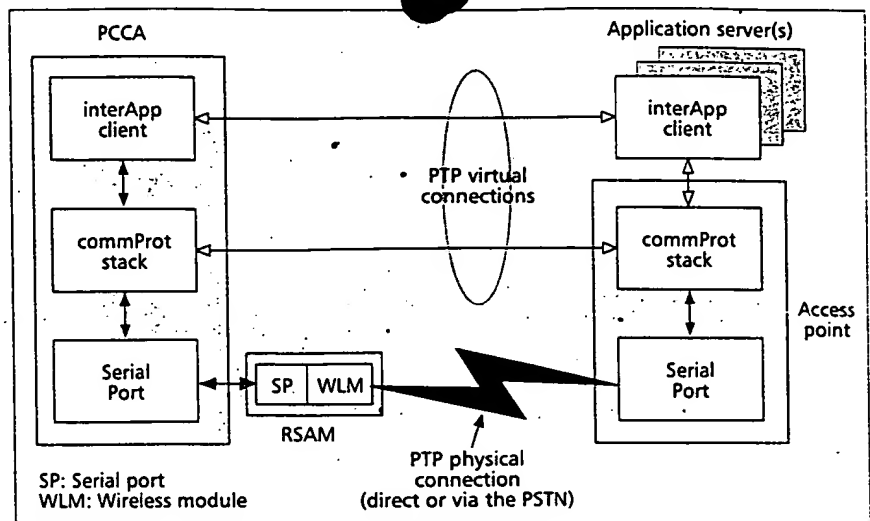 PCCA
Application server(s)
interApp
client
interApp
client
PTP virtual
connections
commProt
stack
commProt
stack
Access
point
Serial
Port
SP
WLM
Serial
Port
RSAM
PTP physical
connection
(direct or via the PSTN)
SP: Serial port
WLM: Wireless module